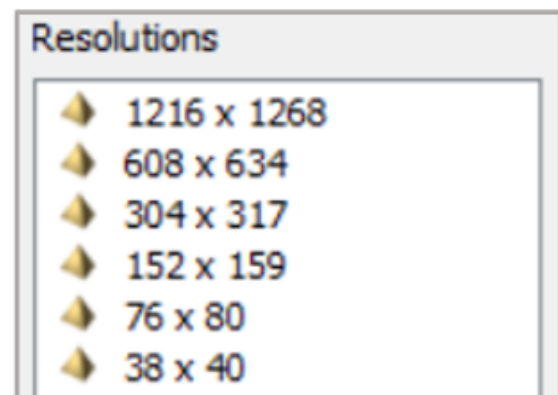 Resolutions
1216 x 1268
608 x 634
304 x 317
152 x 159
76 x 80
38 x 40